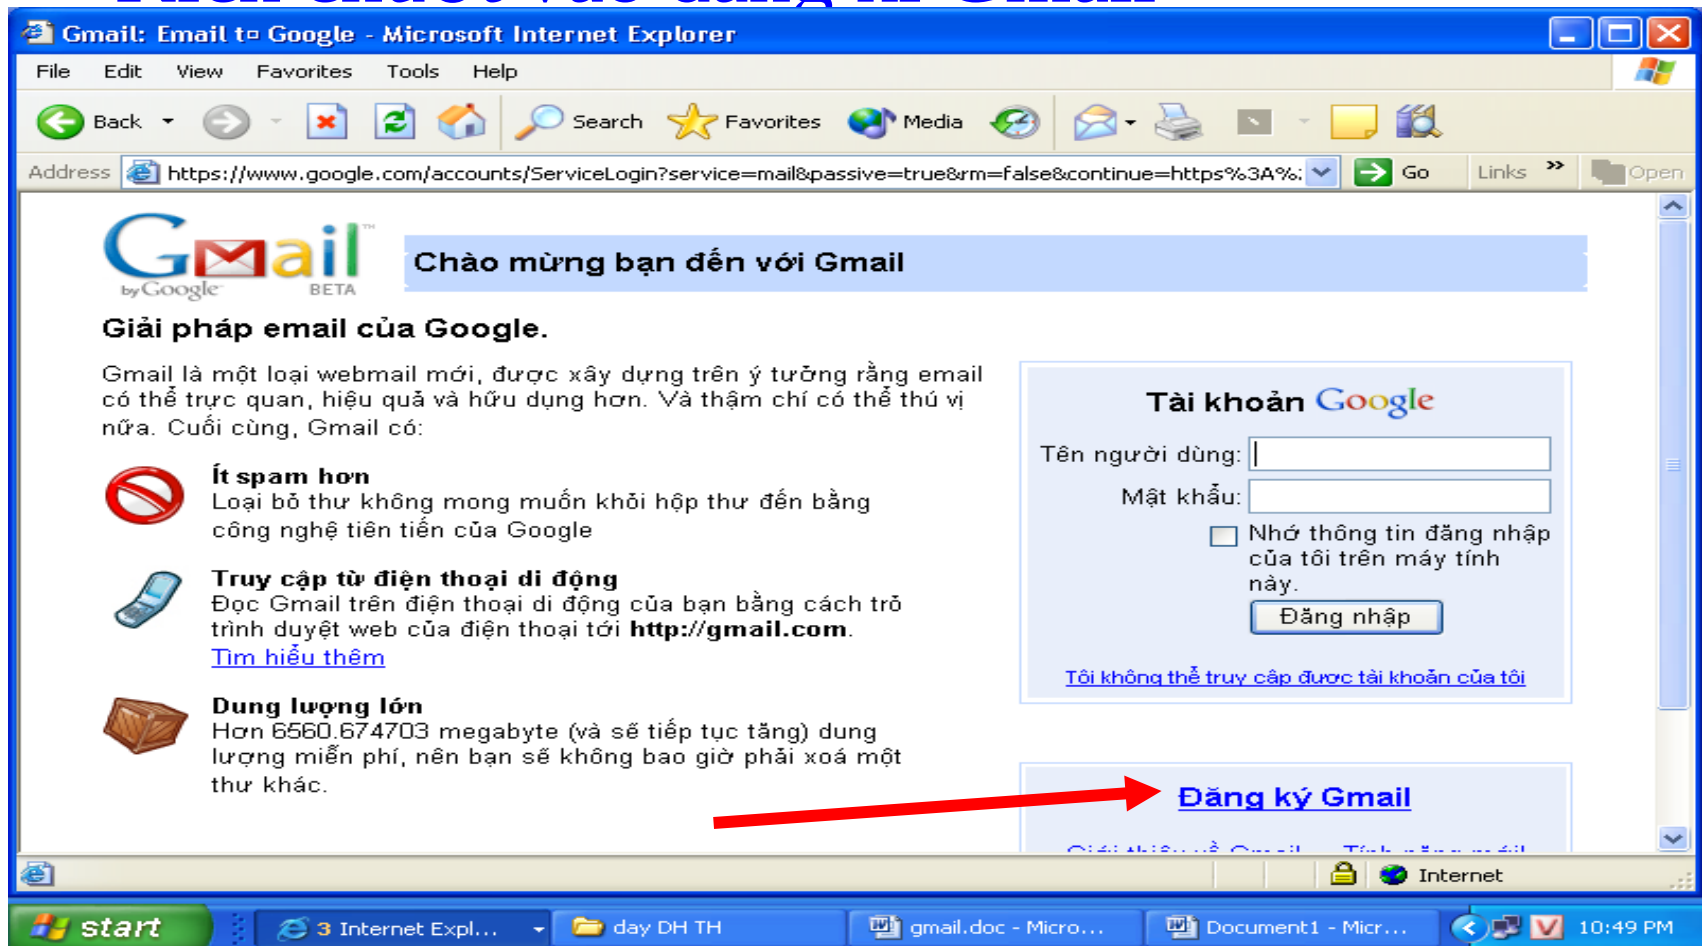 Gmail: Email t¤ Google - Microsoft Internet Explorer
File Edit View Favorites Tools Help
Back Search Favorites Media
Address https://www.google.com/accounts/ServiceLogin?service=mail&passive=true&rm=false&continue=https%3A%: Go Links » Open
Gmail™ by Google BETA
Chào mừng bạn đến với Gmail
Giải pháp email của Google.
Gmail là một loại webmail mới, được xây dựng trên ý tưởng rằng email
có thể trực quan, hiệu quả và hữu dụng hơn. Và thậm chí có thể thú vị
nữa. Cuối cùng, Gmail có:
Ít spam hơn
Loại bỏ thư không mong muốn khỏi hộp thư đến bằng
công nghệ tiên tiến của Google
Truy cập từ điện thoại di động
Đọc Gmail trên điện thoại di động của bạn bằng cách trỏ
trình duyệt web của điện thoại tới http://gmail.com.
Tìm hiểu thêm
Dung lượng lớn
Hơn 6560.674703 megabyte (và sẽ tiếp tục tăng) dung
lượng miễn phí, nên bạn sẽ không bao giờ phải xoá một
thư khác.
Tài khoản Google
Tên người dùng:
Mật khẩu:
Nhớ thông tin đăng nhập
của tôi trên máy tính
này.
Đăng nhập
Tôi không thể truy cập được tài khoản của tôi
Đăng ký Gmail
Internet
start 3 Internet Expl... day DH TH gmail.doc - Micro... Document1 - Micr... V 10:49 PM